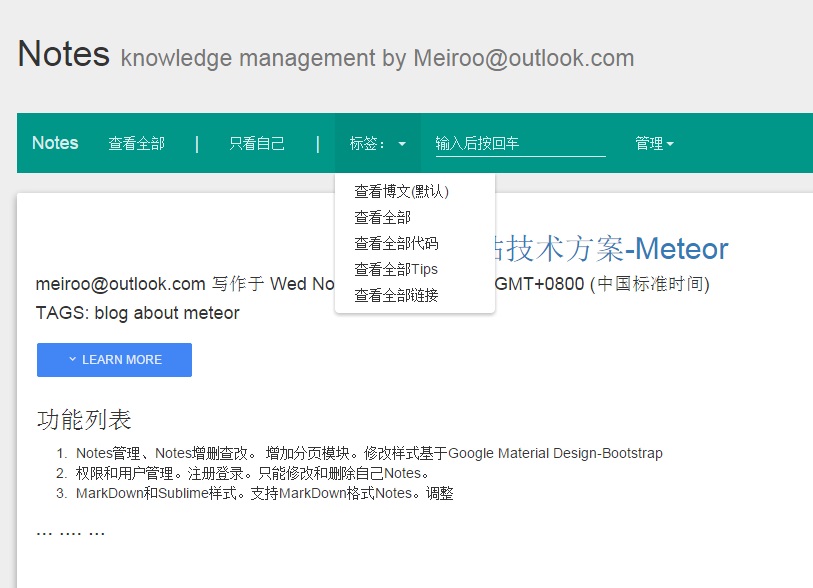 Notes knowledge management by Meiroo@outlook.com
Notes 查看全部 | 只看自己 | 标签： 输入后按回车 管理
查看博文(默认)
查看全部
查看全部代码
查看全部Tips
查看全部链接
站技术方案-Meteor
meiroo@outlook.com 写作于 Wed No GMT+0800 (中国标准时间)
TAGS: blog about meteor
LEARN MORE
功能列表
1. Notes管理、Notes增删查改。 增加分页模块。修改样式基于Google Material Design-Bootstrap
2. 权限和用户管理。注册登录。只能修改和删除自己Notes。
3. MarkDown和Sublime样式。支持MarkDown格式Notes。调整
... .... ...